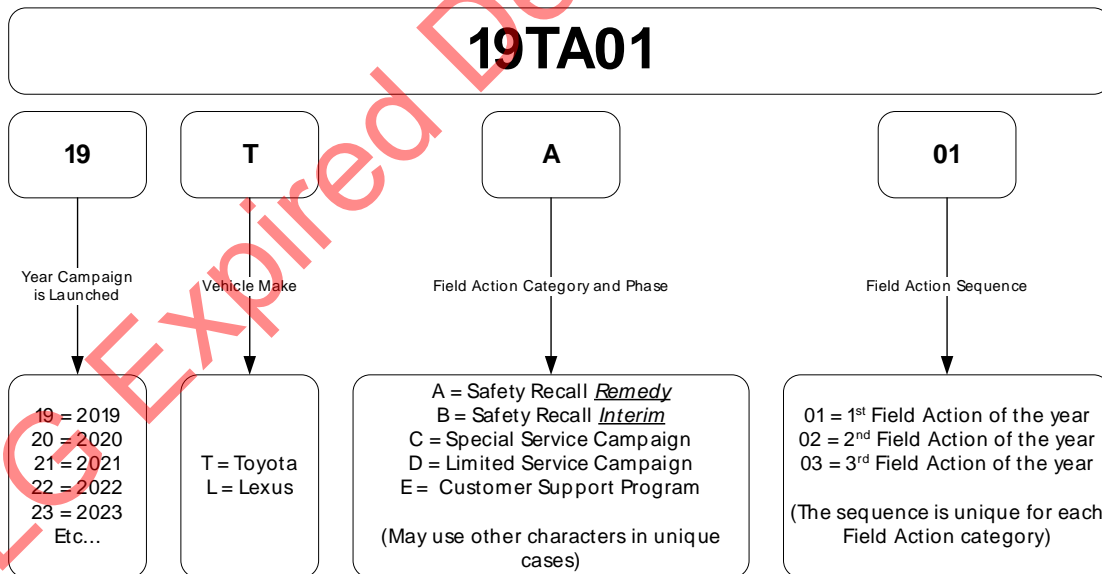 19TA01
19
T
A
01
Year Campaign
is Launched
Vehicle Make
Field Action Category and Phase
Field Action Sequence
19 = 2019
20 = 2020
21 = 2021
22 = 2022
23 = 2023
Etc...
T = Toyota
L = Lexus
A = Safety Recall Remedy
B = Safety Recall Interim
C = Special Service Campaign
D = Limited Service Campaign
E = Customer Support Program
(May use other characters in unique
cases)
01 = 1st Field Action of the year
02 = 2nd Field Action of the year
03 = 3rd Field Action of the year
(The sequence is unique for each
Field Action category)
G Expired